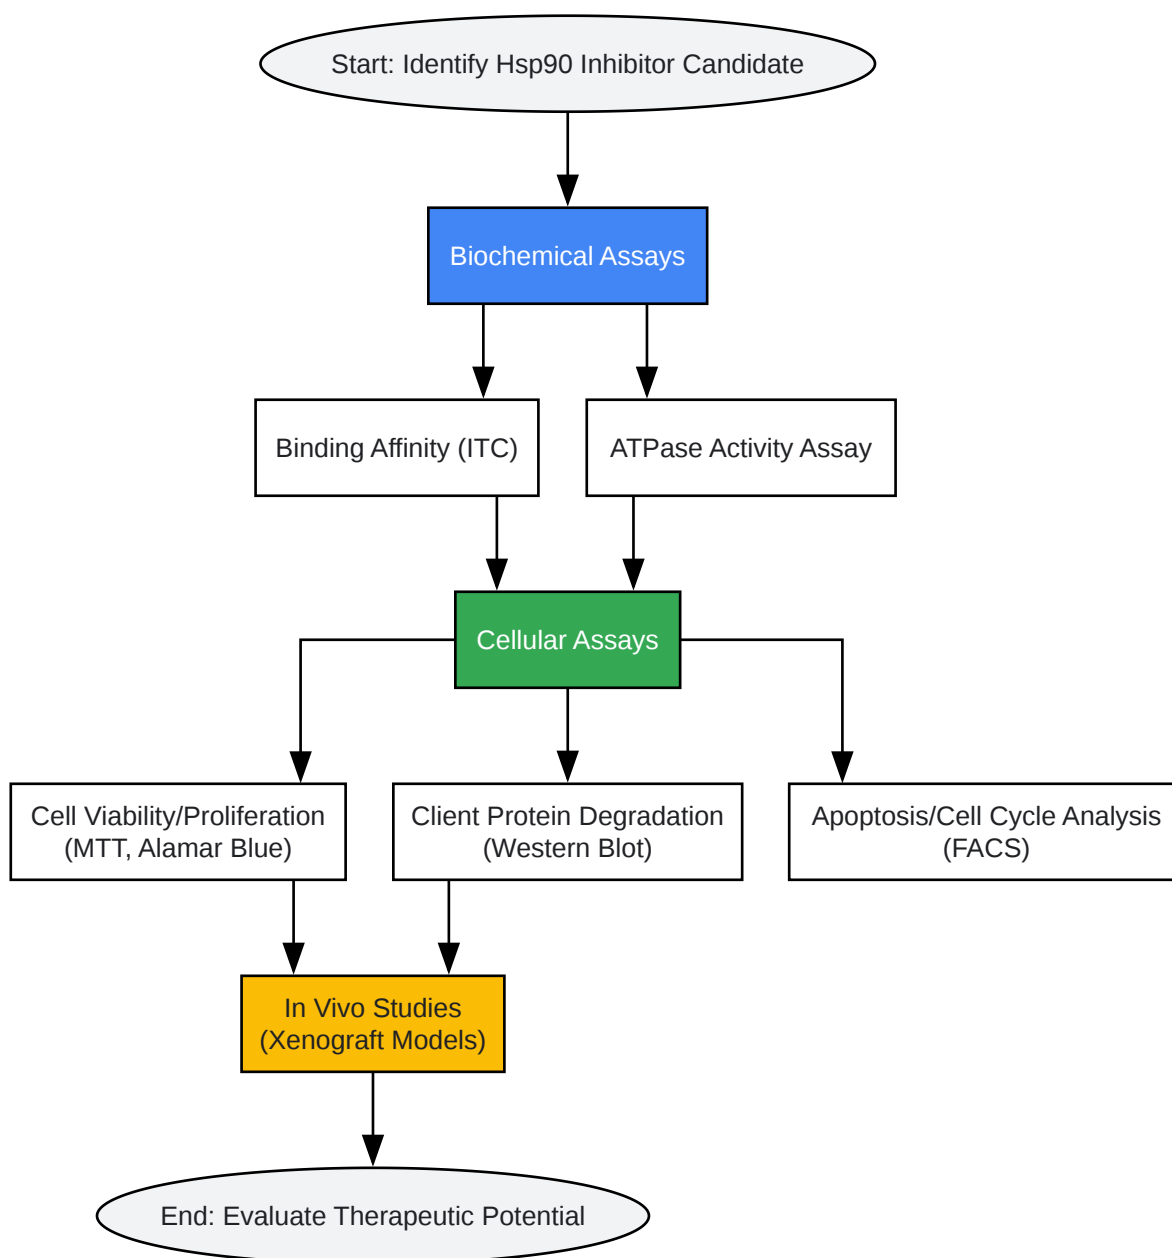 Start: Identify Hsp90 Inhibitor Candidate
Biochemical Assays
Binding Affinity (ITC)
ATPase Activity Assay
Cellular Assays
Cell Viability/Proliferation
(MTT, Alamar Blue)
Client Protein Degradation
(Western Blot)
Apoptosis/Cell Cycle Analysis
(FACS)
In Vivo Studies
(Xenograft Models)
End: Evaluate Therapeutic Potential